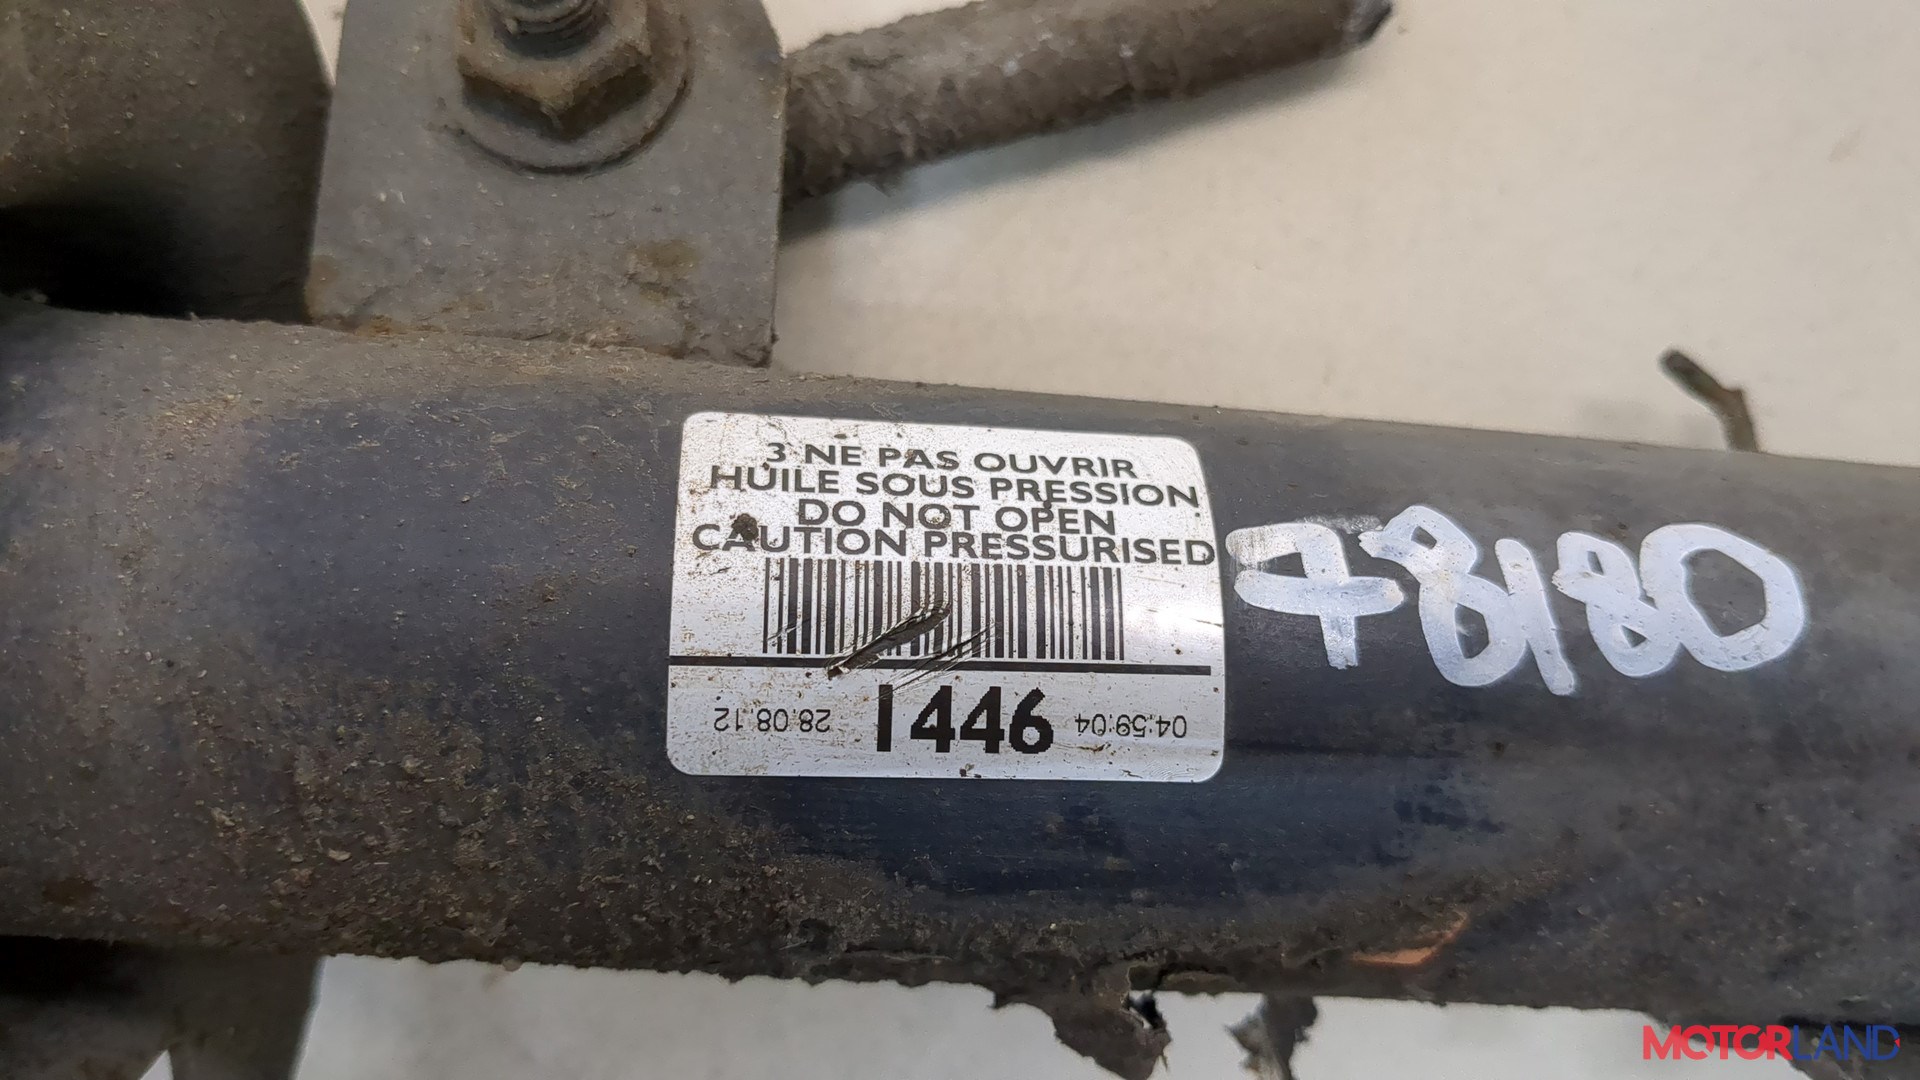 3 NE PAS OUVRIR
HUILE SOUS PRESSION
DO NOT OPEN
CAUTION PRESSURISED
28.08.12 1446 04:59:04
78180
MOTORLAND